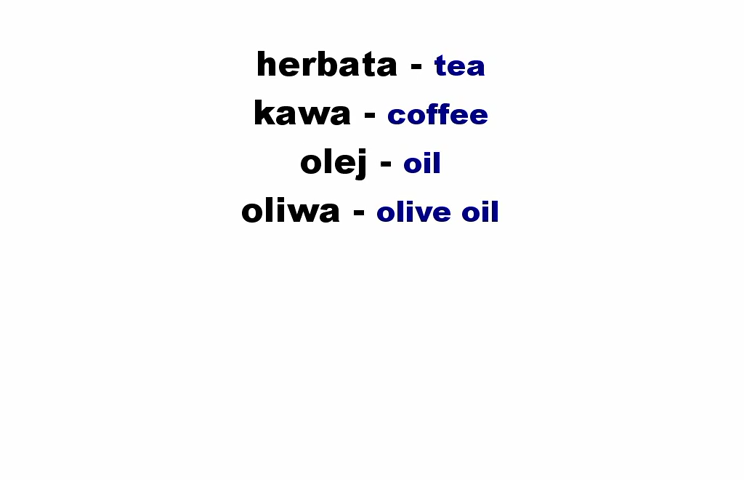 herbata - tea
kawa - coffee
olej - oil
oliwa - olive oil